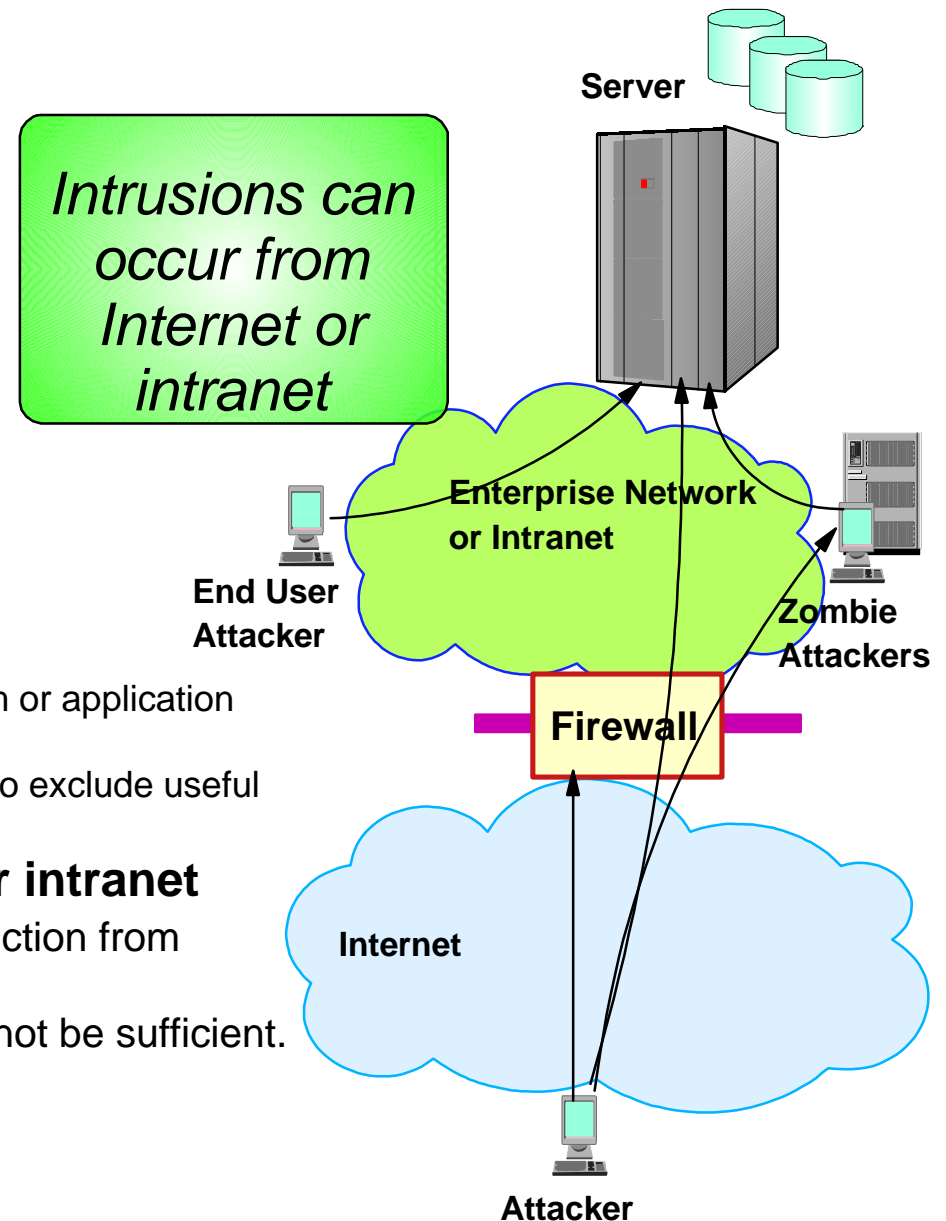 Server
Intrusions can
occur from
Internet or
intranet
Enterprise Network
or Intranet
End User
Attacker
Zombie
Attackers
n or application
Firewall
o exclude useful
r intranet
ction from
Internet
not be sufficient.
Attacker